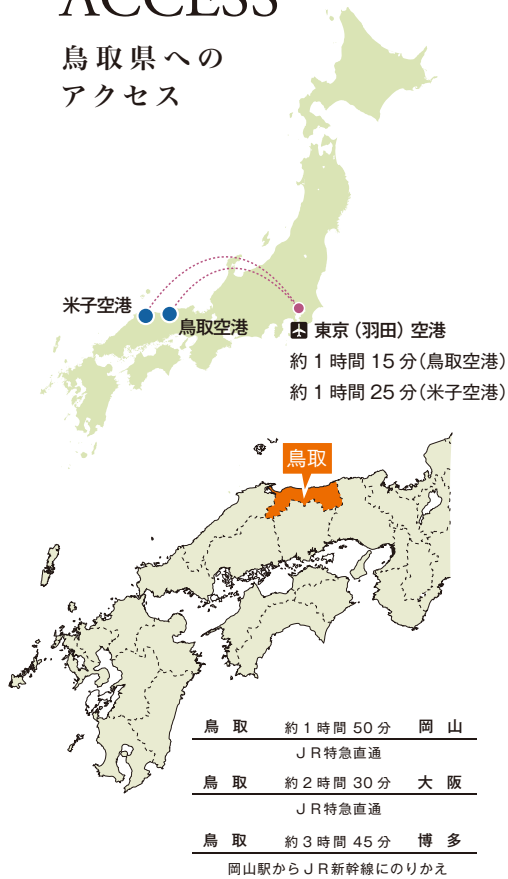 ACCESS
鳥取県への
アクセス
米子空港
鳥取空港
東京（羽田）空港
約1時間15分（鳥取空港）
約1時間25分（米子空港）
鳥取
鳥取 約1時間50分 岡山
JR特急直通
鳥取 約2時間30分 大阪
JR特急直通
鳥取 約3時間45分 博多
岡山駅からJR新幹線にのりかえ